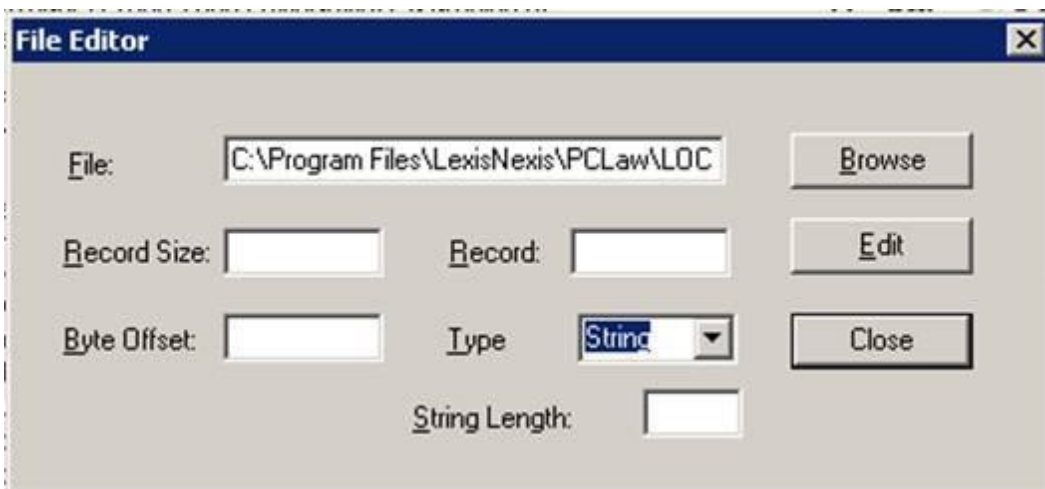 File Editor
File: C:\Program Files\LexisNexis\PCLaw\LOC Browse
Record Size: Record: Edit
Byte Offset: Type String Close
String Length: